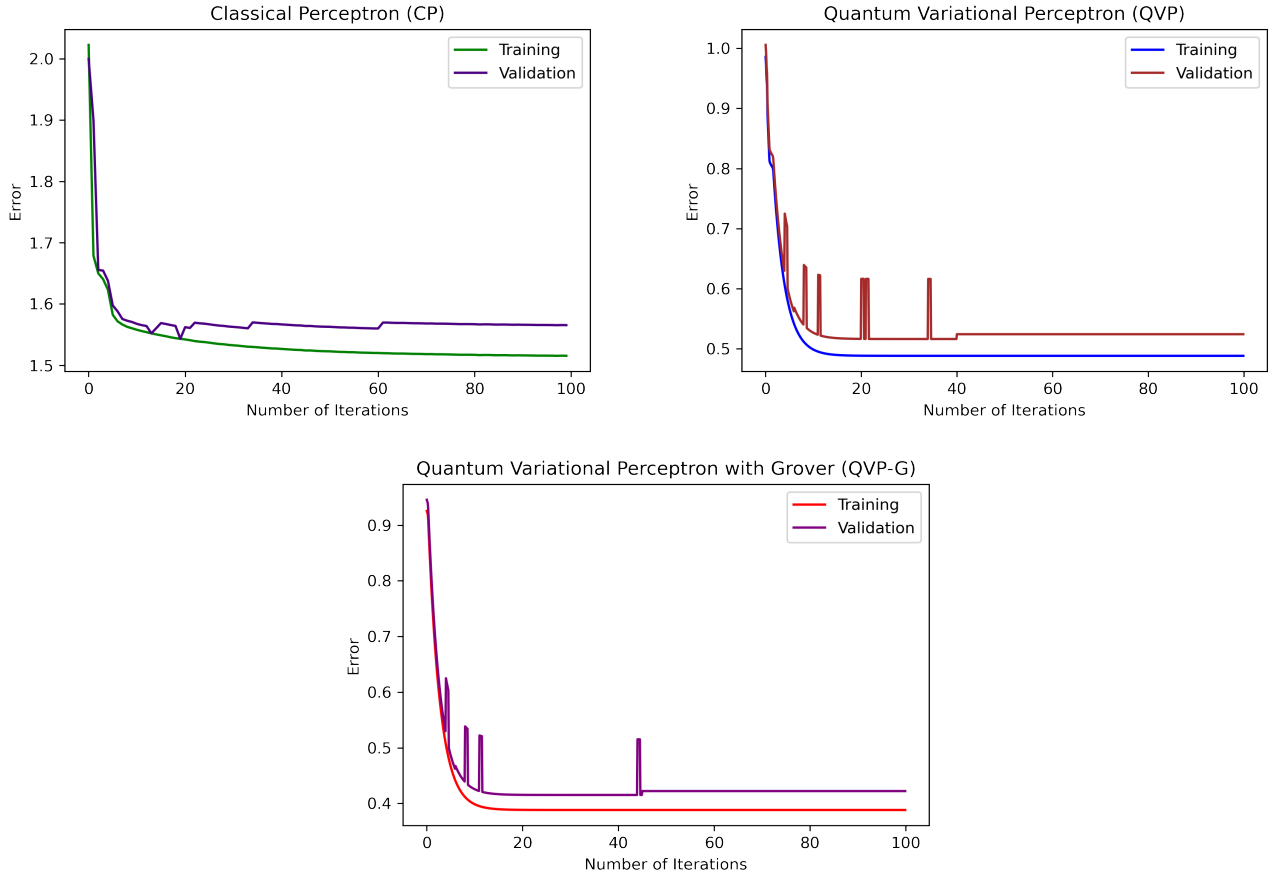 Classical Perceptron (CP)
Training
Validation
2.0
1.9
1.8
1.7
1.6
1.5
Error
0 20 40 60 80 100
Number of Iterations
Quantum Variational Perceptron (QVP)
Training
Validation
1.0
0.9
0.8
0.7
0.6
0.5
Error
0 20 40 60 80 100
Number of Iterations
Quantum Variational Perceptron with Grover (QVP-G)
Training
Validation
0.9
0.8
0.7
0.6
0.5
0.4
Error
0 20 40 60 80 100
Number of Iterations